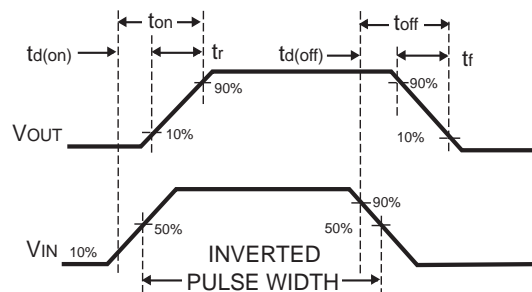 ton toff
td(on) tr td(off) tf
90% 90%
VOUT 10% 10%
90%
50% 50%
VIN 10%
INVERTED
PULSE WIDTH